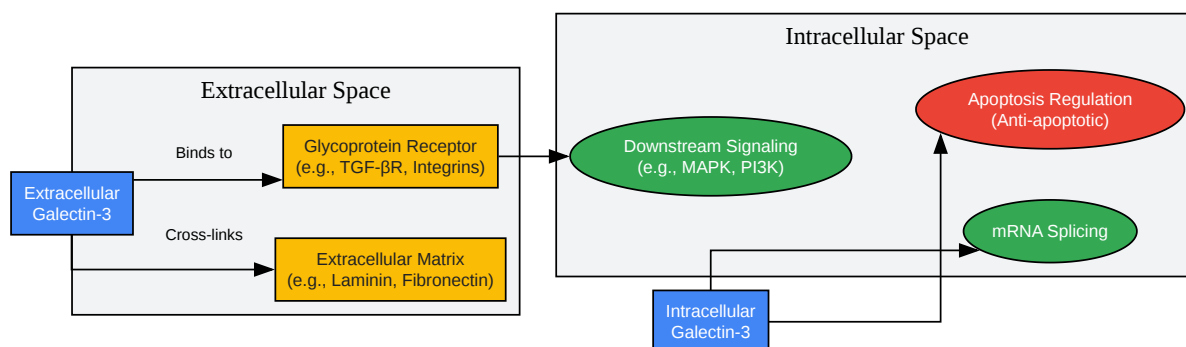 Extracellular Space
Binds to
Glycoprotein Receptor
(e.g., TGF-βR, Integrins)
Extracellular
Galectin-3
Cross-links
Extracellular Matrix
(e.g., Laminin, Fibronectin)
Intracellular Space
Apoptosis Regulation
(Anti-apoptotic)
Downstream Signaling
(e.g., MAPK, PI3K)
mRNA Splicing
Intracellular
Galectin-3